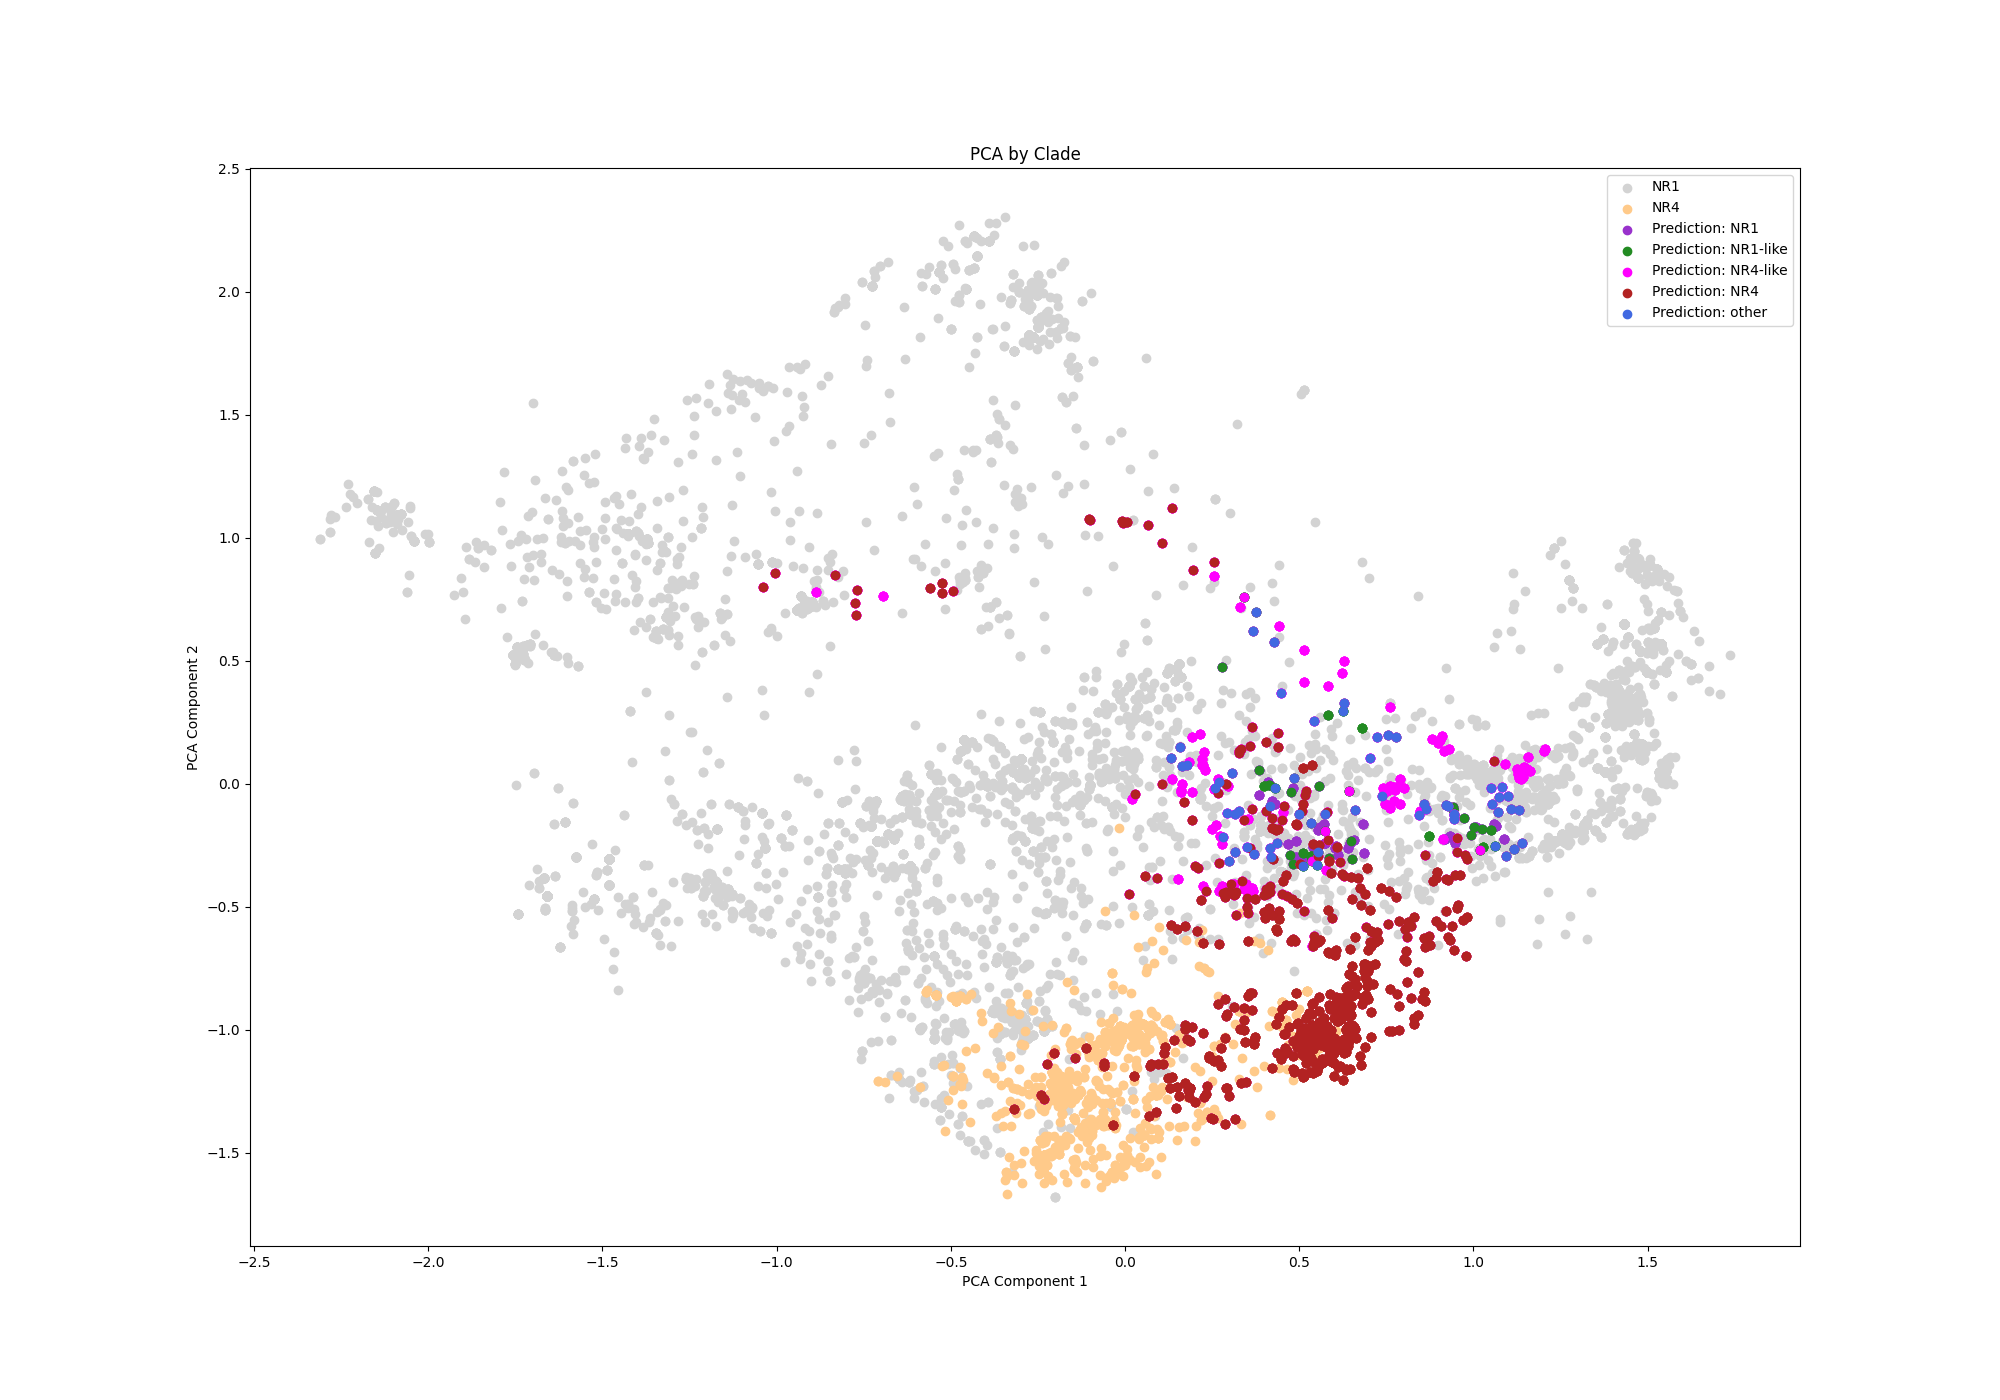 PCA by Clade
2.5
2.0
1.5
1.0
0.5
0.0
−0.5
−1.0
−1.5
PCA Component 2
NR1
NR4
Prediction: NR1
Prediction: NR1-like
Prediction: NR4-like
Prediction: NR4
Prediction: other
−2.5 −2.0 −1.5 −1.0 −0.5 0.0 0.5 1.0 1.5
PCA Component 1